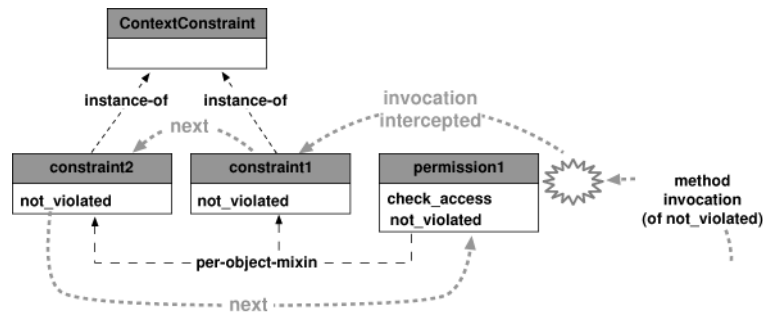 ContextConstraint
instance-of
instance-of
invocation
intercepted
next
constraint2
constraint1
permission1
not_violated
not_violated
check_access
not_violated
method
invocation
(of not_violated)
per-object-mixin
next